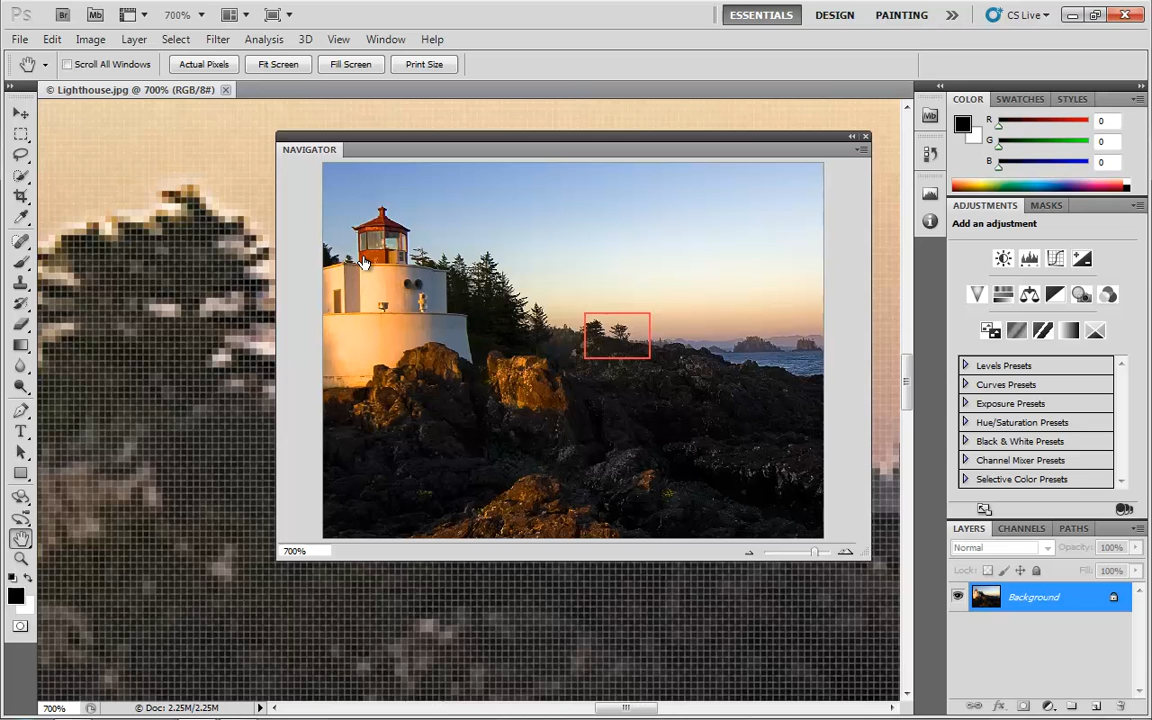 Ps Br Mb 700% ESSENTIALS DESIGN PAINTING CS Live
File Edit Image Layer Select Filter Analysis 3D View Window Help
Scroll All Windows Actual Pixels Fit Screen Fill Screen Print Size
© Lighthouse.jpg @ 700% (RGB/8#)
NAVIGATOR
700%
Mb
COLOR SWATCHES STYLES
R 0
G 0
B 0
ADJUSTMENTS MASKS
Add an adjustment
Levels Presets
Curves Presets
Exposure Presets
Hue/Saturation Presets
Black & White Presets
Channel Mixer Presets
Selective Color Presets
LAYERS CHANNELS PATHS
Normal Opacity: 100%
Lock: Fill: 100%
Background
T
700% © Doc: 2.25M/2.25M